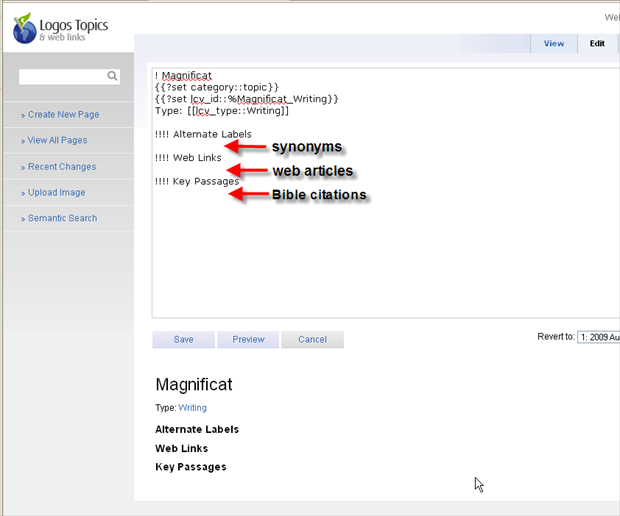 Logos Topics
& web links
Web
View
Edit
» Create New Page
» View All Pages
» Recent Changes
» Upload Image
» Semantic Search
! Magnificat
{{?set category::topic}}
{{?set lcv_id::%Magnificat_Writing}}
Type: [[lcv_type::Writing]]
!!!! Alternate Labels
synonyms
!!!! Web Links
web articles
!!!! Key Passages
Bible citations
Save
Preview
Cancel
Revert to:
1: 2009 Au
Magnificat
Type: Writing
Alternate Labels
Web Links
Key Passages